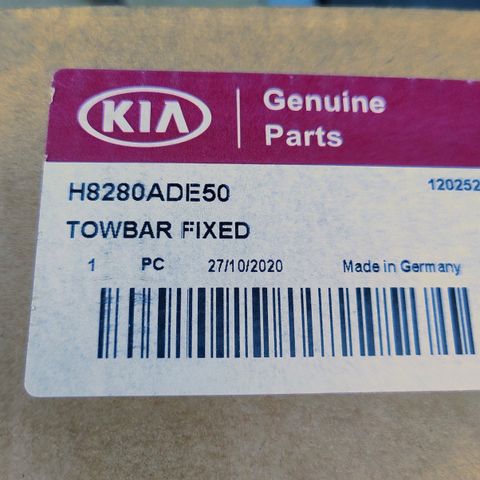 KIA
Genuine
Parts
H8280ADE50
120252
TOWBAR FIXED
1 PC 27/10/2020 Made in Germany